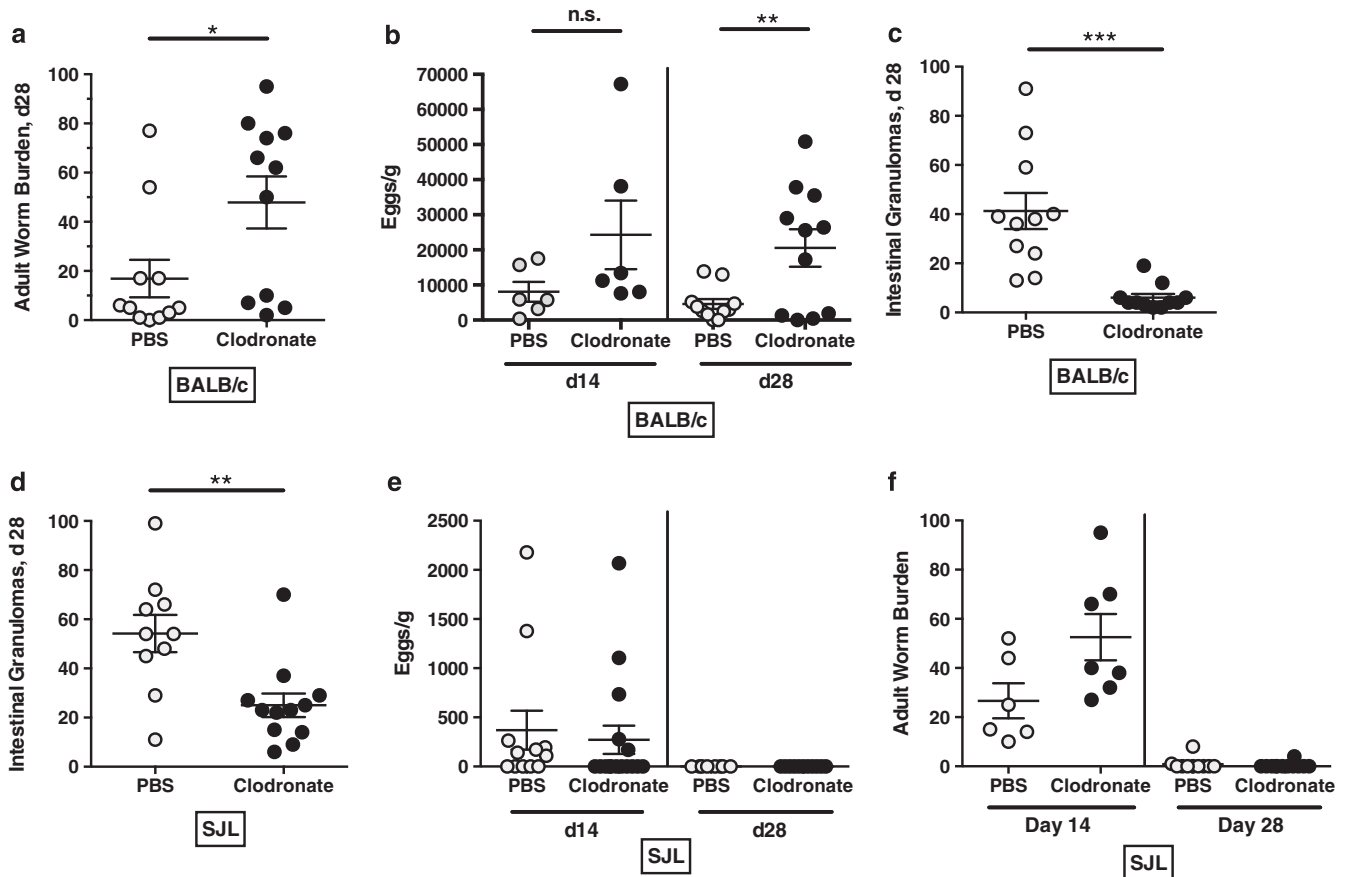 a
*
Adult Worm Burden, d28
100
80
60
40
20
0
PBS Clodronate
BALB/c
b
n.s.
**
Eggs/g
70000
60000
50000
40000
30000
20000
10000
0
PBS Clodronate PBS Clodronate
d14 d28
BALB/c
c
***
Intestinal Granulomas, d 28
100
80
60
40
20
0
PBS Clodronate
BALB/c
d
**
Intestinal Granulomas, d 28
100
80
60
40
20
0
PBS Clodronate
SJL
e
Eggs/g
2500
2000
1500
1000
500
0
PBS Clodronate PBS Clodronate
d14 d28
SJL
f
Adult Worm Burden
100
80
60
40
20
0
PBS Clodronate PBS Clodronate
Day 14 Day 28
SJL